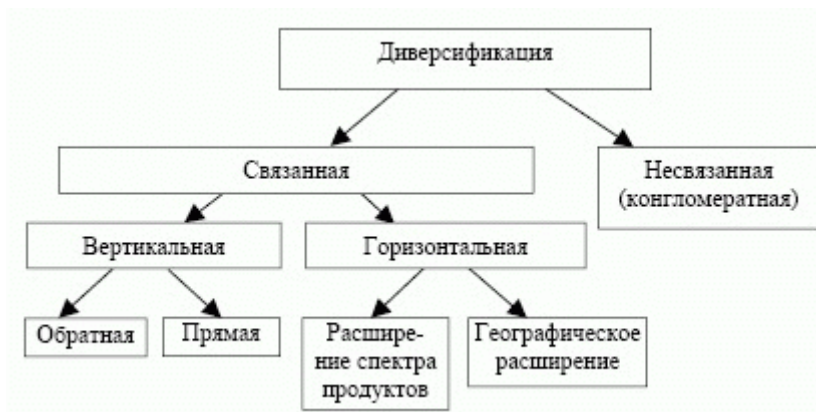 Диверсификация
Связанная
Несвязанная
(конгломератная)
Вертикальная
Горизонтальная
Обратная
Прямая
Расшире-
ние спектра
продуктов
Географическое
расширение